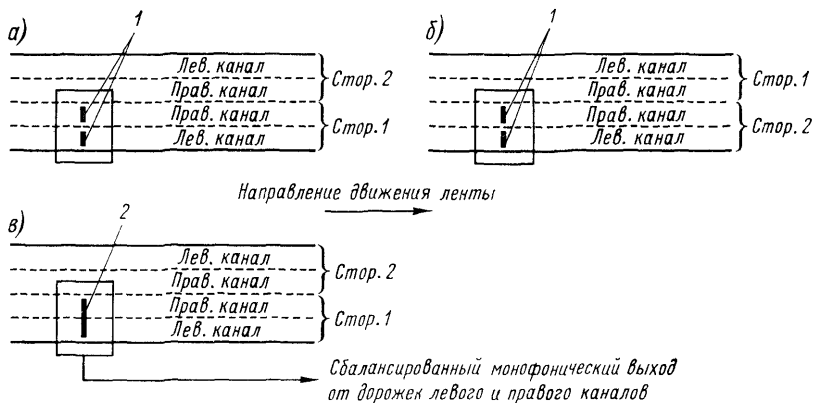 а)
1
Лев. канал
Прав. канал
Прав. канал
Лев. канал
Стор. 2
Стор. 1
б)
1
Лев. канал
Прав. канал
Прав. канал
Лев. канал
Стор. 1
Стор. 2
Направление движения ленты
в)
2
Лев. канал
Прав. канал
Прав. канал
Лев. канал
Стор. 2
Стор. 1
Сбалансированный монофонический выход
от дорожек левого и правого каналов